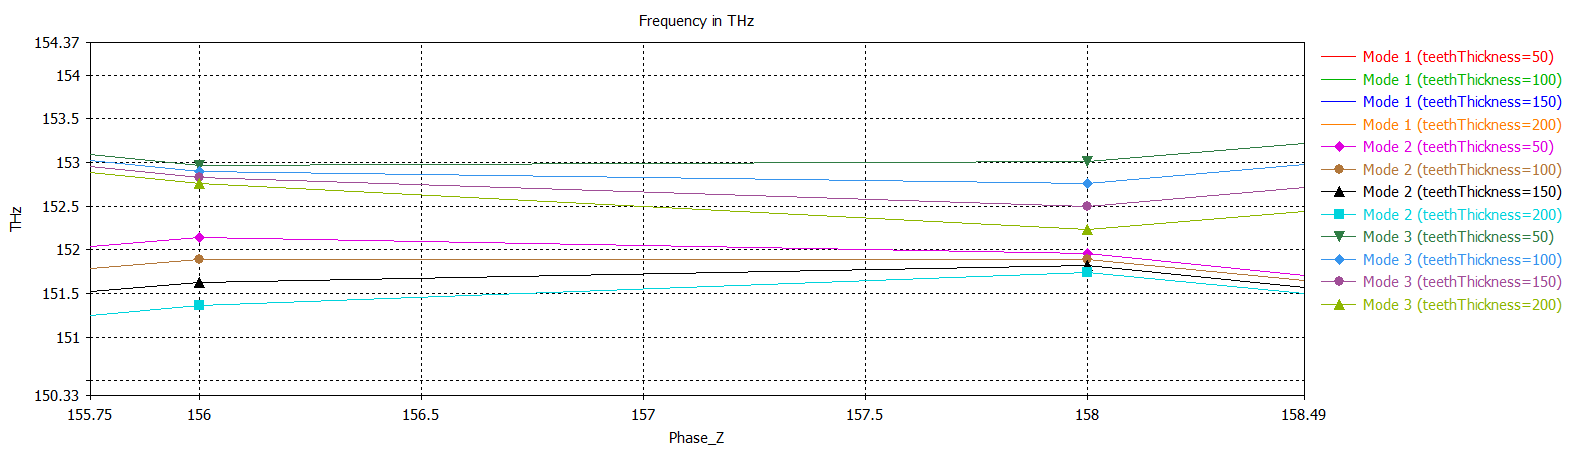 Frequency in THz
154.37
154
153.5
153
152.5
152
151.5
151
150.33
THz
155.75
156
156.5
157
157.5
158
158.49
Phase_Z
Mode 1 (teethThickness=50)
Mode 1 (teethThickness=100)
Mode 1 (teethThickness=150)
Mode 1 (teethThickness=200)
Mode 2 (teethThickness=50)
Mode 2 (teethThickness=100)
Mode 2 (teethThickness=150)
Mode 2 (teethThickness=200)
Mode 3 (teethThickness=50)
Mode 3 (teethThickness=100)
Mode 3 (teethThickness=150)
Mode 3 (teethThickness=200)